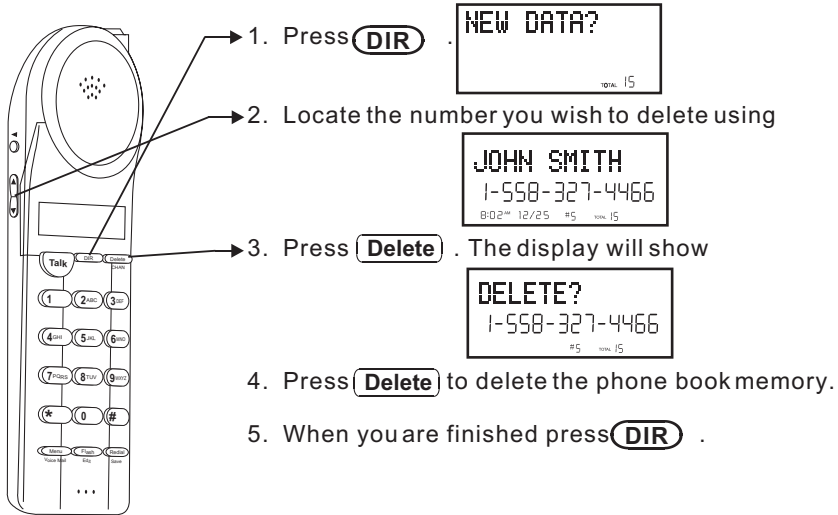 1. Press DIR .
NEW DATA?
TOTAL 15
2. Locate the number you wish to delete using
JOHN SMITH
1-558-327-4466
8:02 AM 12/25 #5 TOTAL 15
3. Press Delete . The display will show
DELETE?
1-558-327-4466
#5 TOTAL 15
4. Press Delete to delete the phone book memory.
5. When you are finished press DIR .
Talk DIR Delete
CHAN
1 2ABC 3DEF
4GHI 5JKL 6MNO
7PQRS 8TUV 9WXYZ
* 0 #
Menu Flash Redial
Voice Mail Edit Save